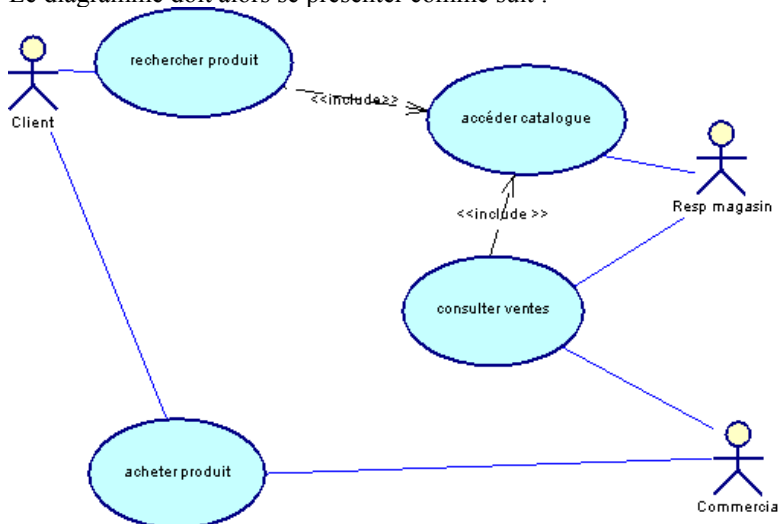 Le diagramme doit alors se présenter comme suit :
rechercher produit
<<include>>
accéder catalogue
Client
Resp magasin
<<include >>
consulter ventes
acheter produit
Commercia